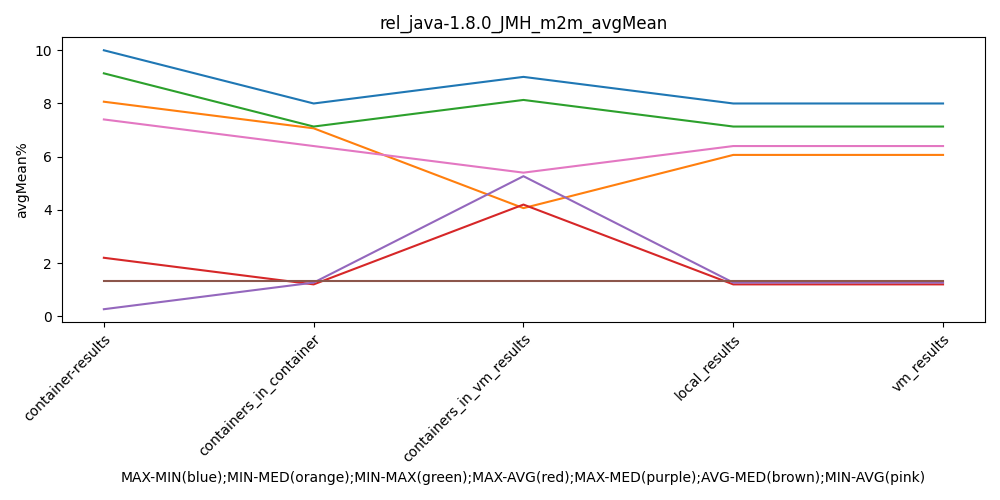 rel_java-1.8.0_JMH_m2m_avgMean
10
8
6
4
2
0
avgMean%
container-results
containers_in_container
containers_in_vm_results
local_results
vm_results
MAX-MIN(blue);MIN-MED(orange);MIN-MAX(green);MAX-AVG(red);MAX-MED(purple);AVG-MED(brown);MIN-AVG(pink)